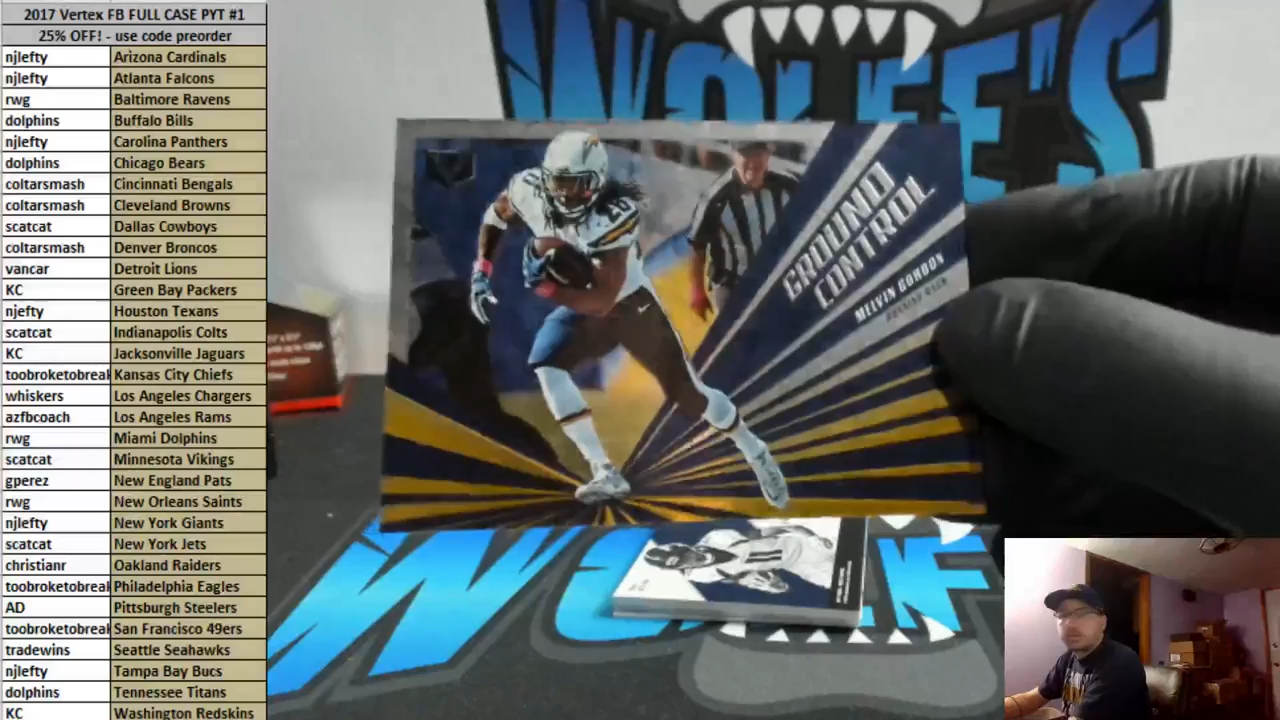 2017 Vertex FB FULL CASE PYT #1
25% OFF! - use code preorder
njlefty Arizona Cardinals
njlefty Atlanta Falcons
rwg Baltimore Ravens
dolphins Buffalo Bills
njlefty Carolina Panthers
dolphins Chicago Bears
coltarsmash Cincinnati Bengals
coltarsmash Cleveland Browns
scatcat Dallas Cowboys
coltarsmash Denver Broncos
vancar Detroit Lions
KC Green Bay Packers
njefty Houston Texans
scatcat Indianapolis Colts
KC Jacksonville Jaguars
toobroketobreak Kansas City Chiefs
whiskers Los Angeles Chargers
azfbcoach Los Angeles Rams
rwg Miami Dolphins
scatcat Minnesota Vikings
gperez New England Pats
rwg New Orleans Saints
njlefty New York Giants
scatcat New York Jets
christianr Oakland Raiders
toobroketobreak Philadelphia Eagles
AD Pittsburgh Steelers
toobroketobreak San Francisco 49ers
tradewins Seattle Seahawks
njlefty Tampa Bay Bucs
dolphins Tennessee Titans
KC Washington Redskins
WOLFE'S
GROUND
CONTROL
MELVIN GORDON
RUNNING BACK
20
WOLF
11